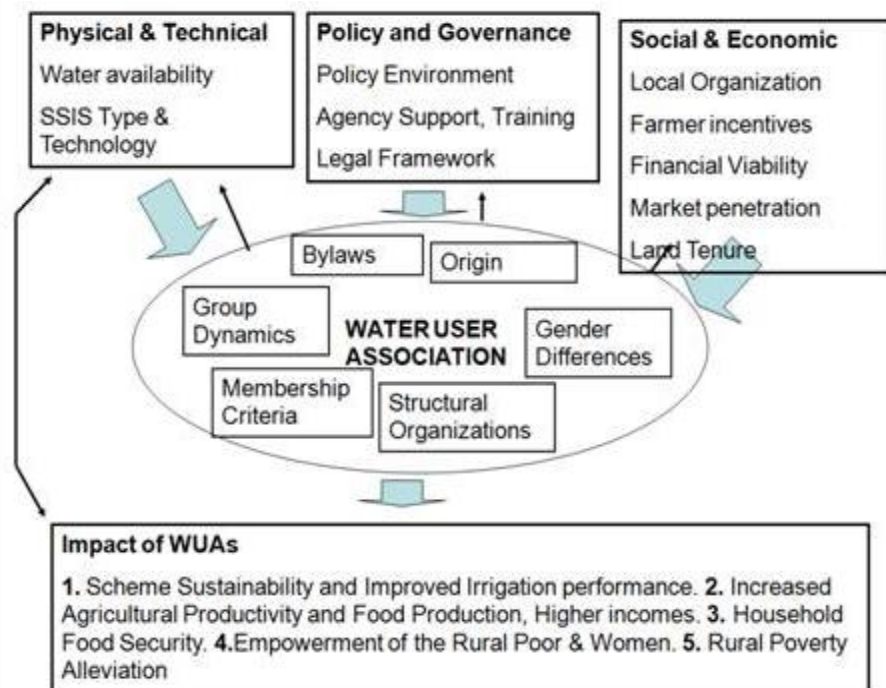 Physical & Technical
Water availability
SSIS Type &
Technology
Policy and Governance
Policy Environment
Agency Support, Training
Legal Framework
Social & Economic
Local Organization
Farmer incentives
Financial Viability
Market penetration
Land Tenure
Bylaws
Origin
Group
Dynamics
WATER USER
ASSOCIATION
Gender
Differences
Membership
Criteria
Structural
Organizations
Impact of WUAs
1. Scheme Sustainability and Improved Irrigation performance. 2. Increased
Agricultural Productivity and Food Production, Higher incomes. 3. Household
Food Security. 4.Empowerment of the Rural Poor & Women. 5. Rural Poverty
Alleviation